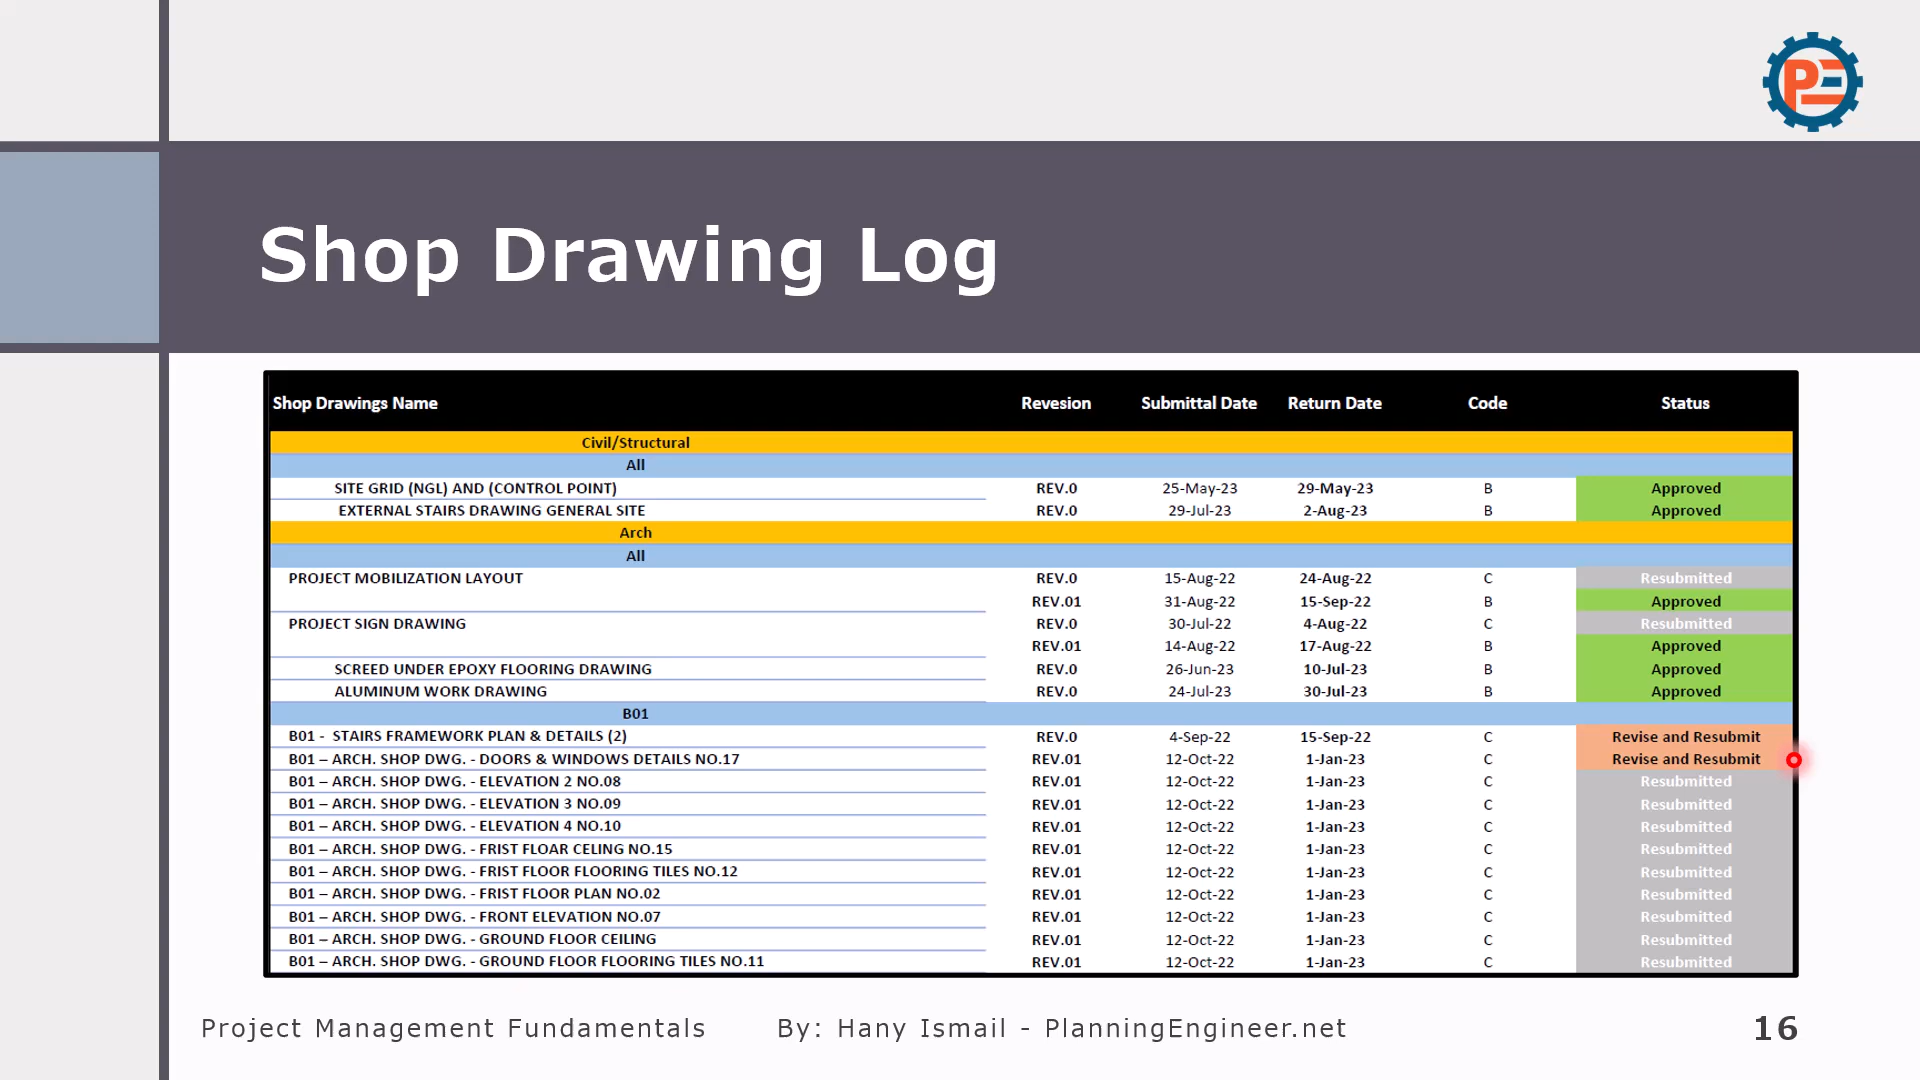 PE
Shop Drawing Log
Shop Drawings Name Revesion Submittal Date Return Date Code Status
Civil/Structural
All
SITE GRID (NGL) AND (CONTROL POINT) REV.0 25-May-23 29-May-23 B Approved
EXTERNAL STAIRS DRAWING GENERAL SITE REV.0 29-Jul-23 2-Aug-23 B Approved
Arch
All
PROJECT MOBILIZATION LAYOUT REV.0 15-Aug-22 24-Aug-22 C Resubmitted
REV.01 31-Aug-22 15-Sep-22 B Approved
PROJECT SIGN DRAWING REV.0 30-Jul-22 4-Aug-22 C Resubmitted
REV.01 14-Aug-22 17-Aug-22 B Approved
SCREED UNDER EPOXY FLOORING DRAWING REV.0 26-Jun-23 10-Jul-23 B Approved
ALUMINUM WORK DRAWING REV.0 24-Jul-23 30-Jul-23 B Approved
B01
B01 - STAIRS FRAMEWORK PLAN & DETAILS (2) REV.0 4-Sep-22 15-Sep-22 C Revise and Resubmit
B01 – ARCH. SHOP DWG. - DOORS & WINDOWS DETAILS NO.17 REV.01 12-Oct-22 1-Jan-23 C Revise and Resubmit
B01 – ARCH. SHOP DWG. - ELEVATION 2 NO.08 REV.01 12-Oct-22 1-Jan-23 C Resubmitted
B01 – ARCH. SHOP DWG. - ELEVATION 3 NO.09 REV.01 12-Oct-22 1-Jan-23 C Resubmitted
B01 – ARCH. SHOP DWG. - ELEVATION 4 NO.10 REV.01 12-Oct-22 1-Jan-23 C Resubmitted
B01 – ARCH. SHOP DWG. - FRIST FLOAR CELING NO.15 REV.01 12-Oct-22 1-Jan-23 C Resubmitted
B01 – ARCH. SHOP DWG. - FRIST FLOOR FLOORING TILES NO.12 REV.01 12-Oct-22 1-Jan-23 C Resubmitted
B01 – ARCH. SHOP DWG. - FRIST FLOOR PLAN NO.02 REV.01 12-Oct-22 1-Jan-23 C Resubmitted
B01 – ARCH. SHOP DWG. - FRONT ELEVATION NO.07 REV.01 12-Oct-22 1-Jan-23 C Resubmitted
B01 – ARCH. SHOP DWG. - GROUND FLOOR CEILING REV.01 12-Oct-22 1-Jan-23 C Resubmitted
B01 – ARCH. SHOP DWG. - GROUND FLOOR FLOORING TILES NO.11 REV.01 12-Oct-22 1-Jan-23 C Resubmitted
Project Management Fundamentals By: Hany Ismail - PlanningEngineer.net 16